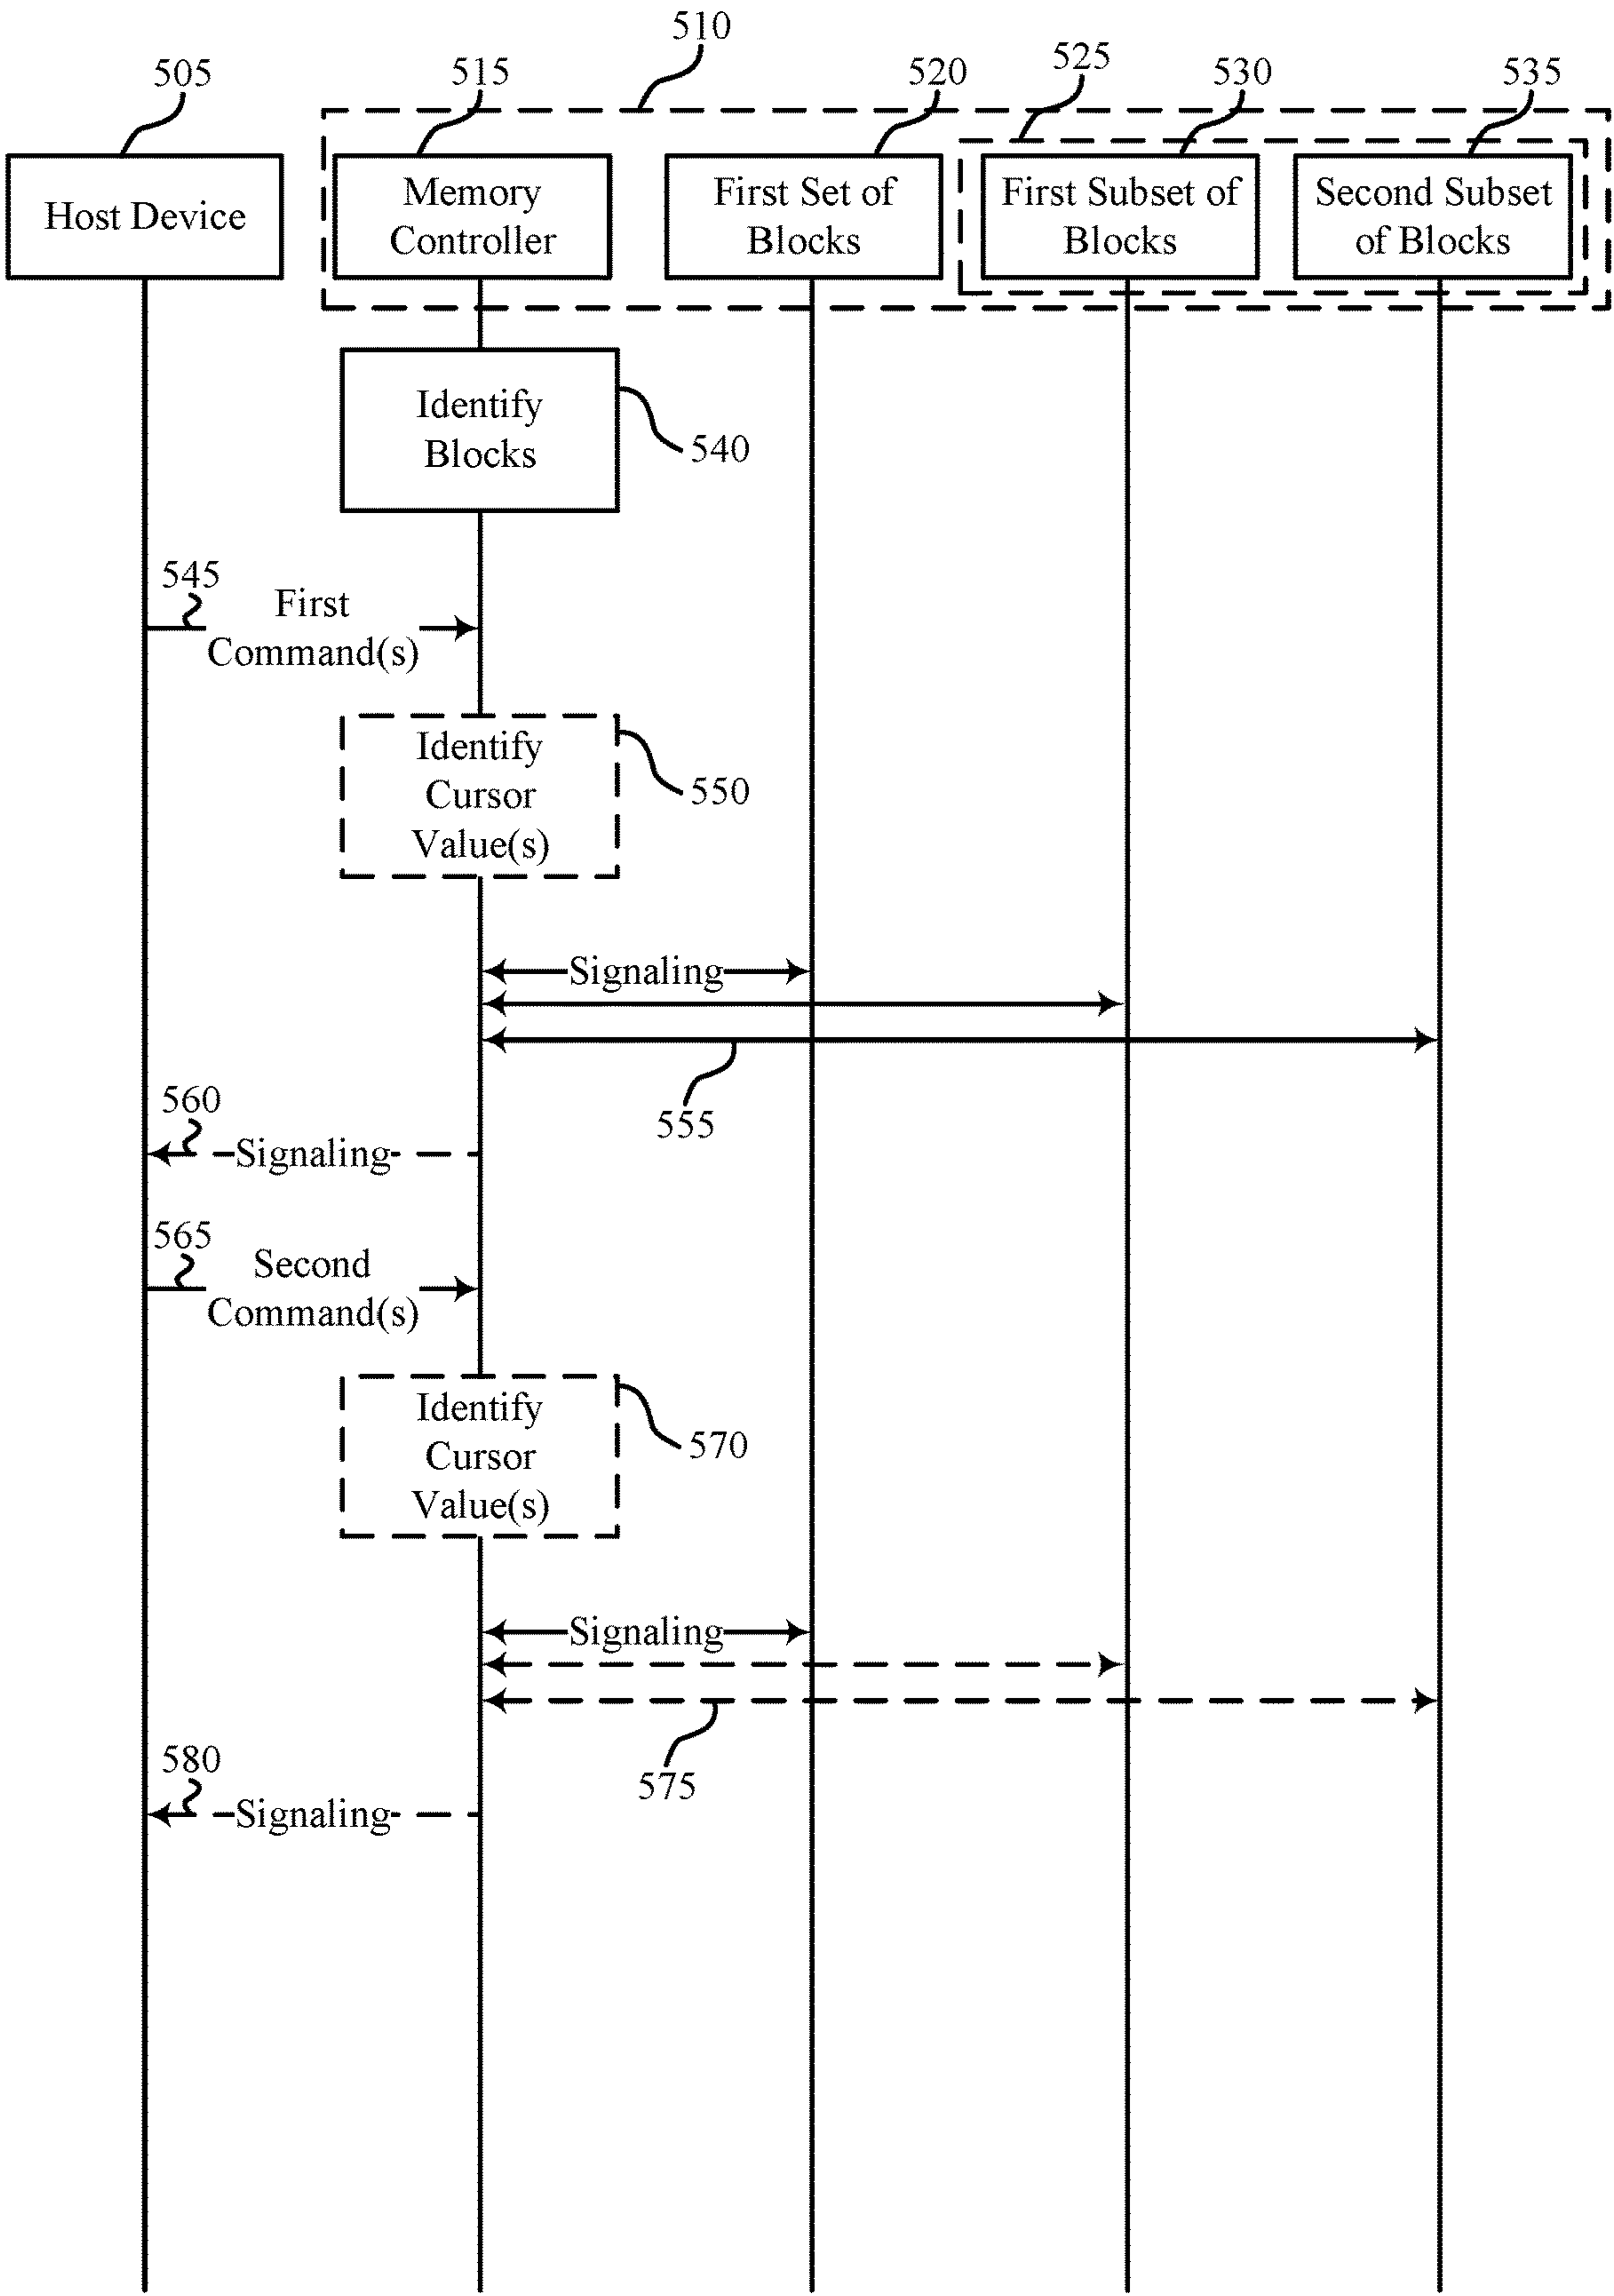 510
505
515
520
525
530
535
Host Device
Memory
Controller
First Set of
Blocks
First Subset of
Blocks
Second Subset
of Blocks
Identify
Blocks
540
545
First
Command(s)
Identify
Cursor
Value(s)
550
Signaling
555
560
Signaling
565
Second
Command(s)
Identify
Cursor
Value(s)
570
Signaling
575
580
Signaling